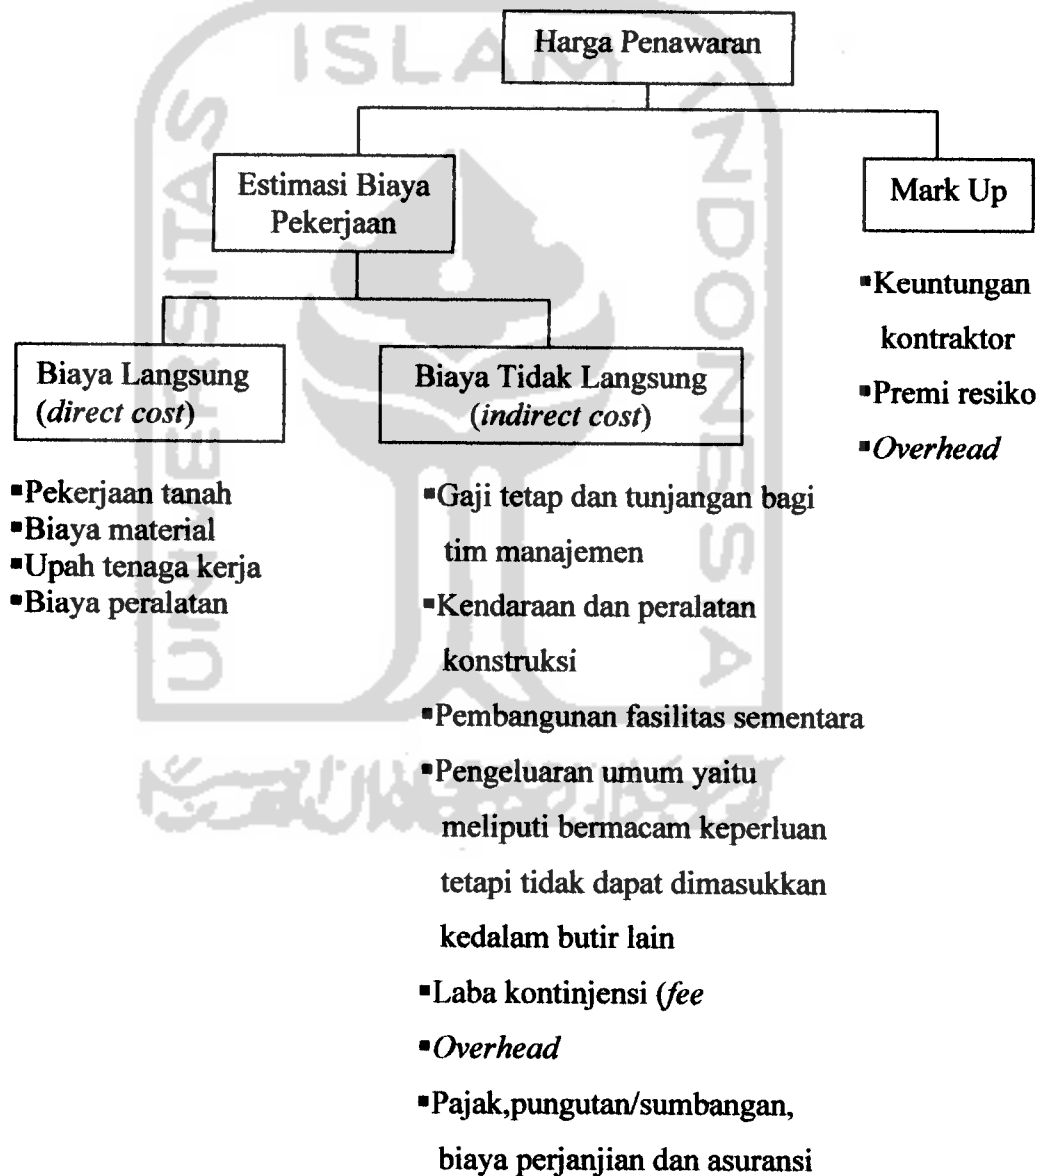 Harga Penawaran
Estimasi Biaya
Pekerjaan
Mark Up
▪Keuntungan
kontraktor
▪Premi resiko
▪Overhead
Biaya Langsung
(direct cost)
▪Pekerjaan tanah
▪Biaya material
▪Upah tenaga kerja
▪Biaya peralatan
Biaya Tidak Langsung
(indirect cost)
▪Gaji tetap dan tunjangan bagi
tim manajemen
▪Kendaraan dan peralatan
konstruksi
▪Pembangunan fasilitas sementara
▪Pengeluaran umum yaitu
meliputi bermacam keperluan
tetapi tidak dapat dimasukkan
kedalam butir lain
▪Laba kontinjensi (fee
▪Overhead
▪Pajak,pungutan/sumbangan,
biaya perjanjian dan asuransi
UNIVERSITAS
ISLAM
INDONESIA